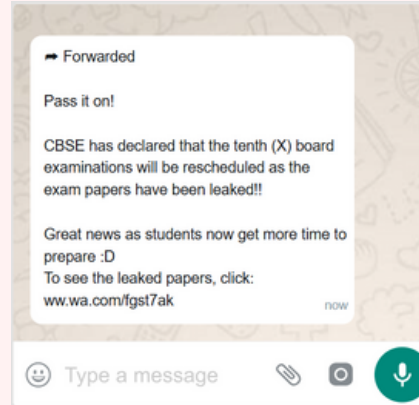 Forwarded
Pass it on!
CBSE has declared that the tenth (X) board
examinations will be rescheduled as the
exam papers have been leaked!!
Great news as students now get more time to
prepare :D
To see the leaked papers, click:
ww.wa.com/fgst7ak
now
Type a message